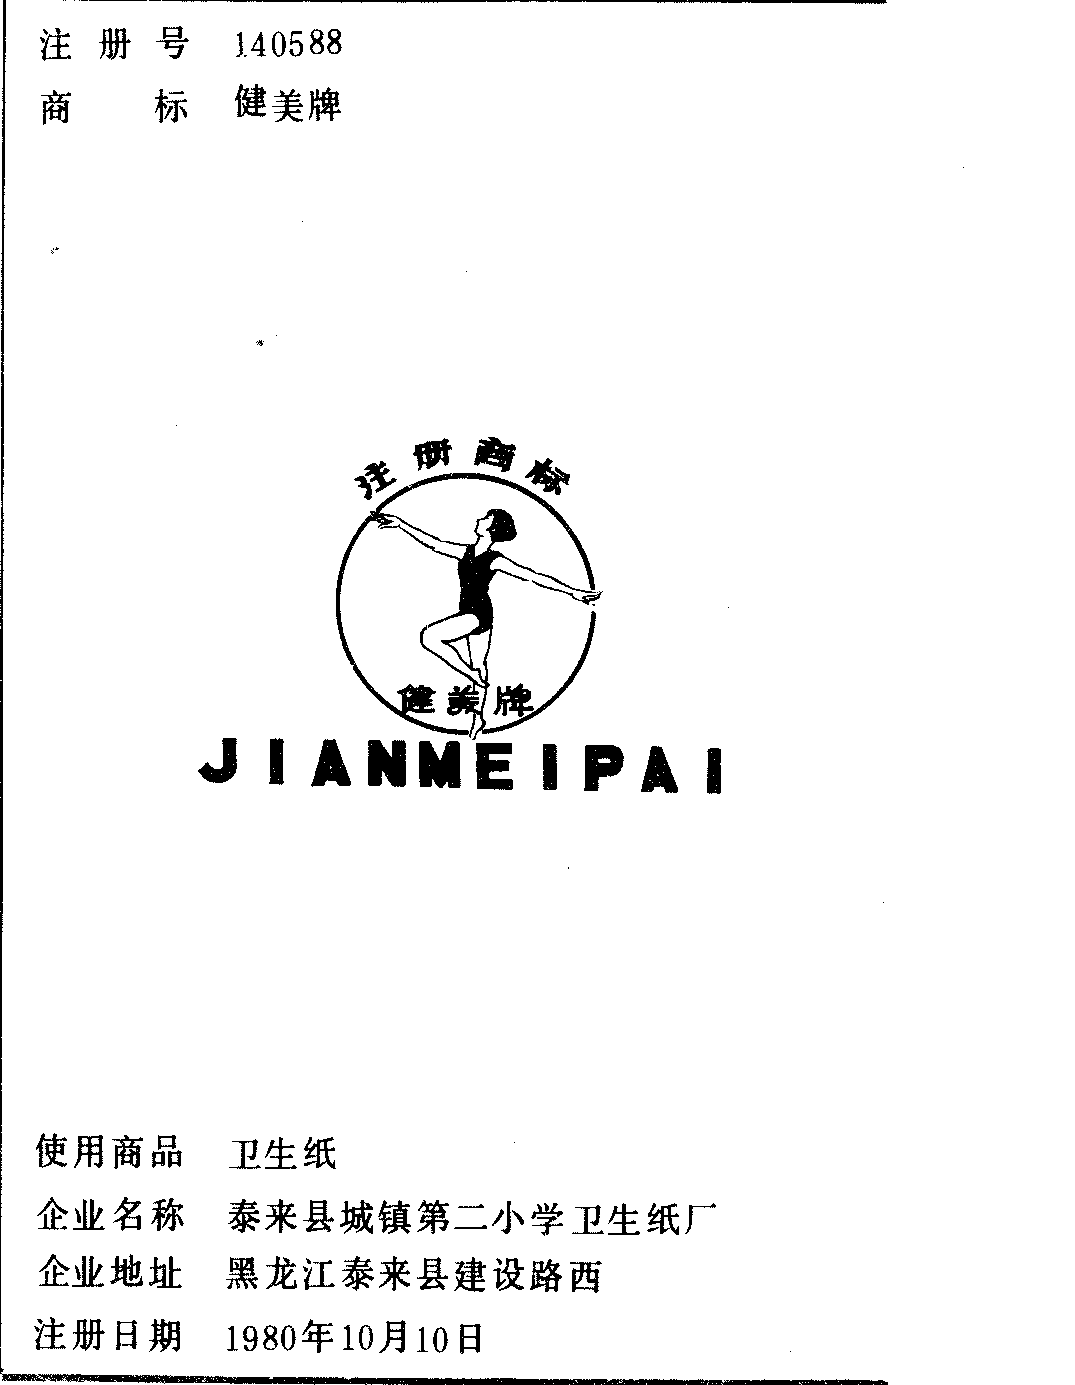 注册号 140588
商标 健美牌
注册商标
健美牌
JIANMEIPAI
使用商品 卫生纸
企业名称 泰来县城镇第二小学卫生纸厂
企业地址 黑龙江泰来县建设路西
注册日期 1980年10月10日